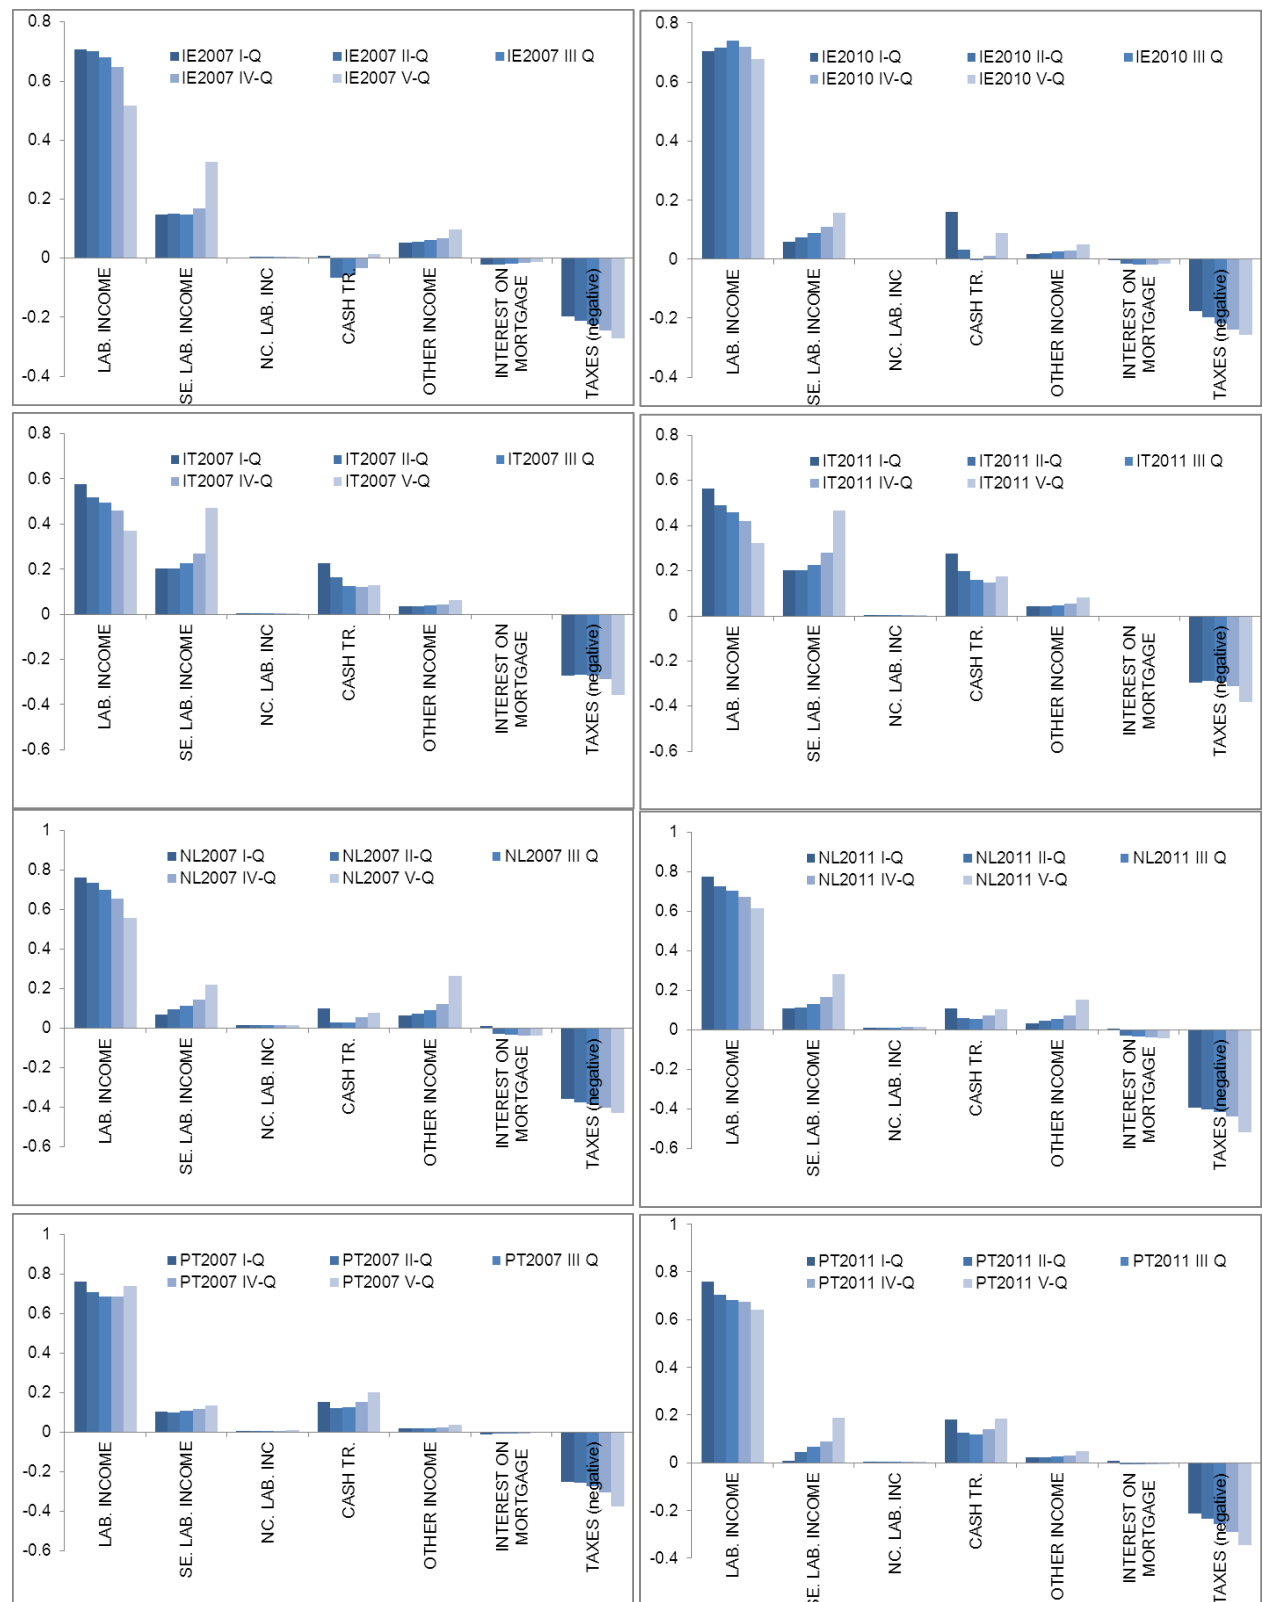 0.8
IE2007 I-Q IE2007 II-Q IE2007 III Q
IE2007 IV-Q IE2007 V-Q
0.6
0.4
0.2
0
-0.2
-0.4
LAB. INCOME
SE. LAB. INCOME
NC. LAB. INC
CASH TR.
OTHER INCOME
INTEREST ON
MORTGAGE
TAXES (negative)
0.8
IE2010 I-Q IE2010 II-Q IE2010 III Q
IE2010 IV-Q IE2010 V-Q
0.6
0.4
0.2
0
-0.2
-0.4
LAB. INCOME
SE. LAB. INCOME
NC. LAB. INC
CASH TR.
OTHER INCOME
INTEREST ON
MORTGAGE
TAXES (negative)
0.8
IT2007 I-Q IT2007 II-Q IT2007 III Q
IT2007 IV-Q IT2007 V-Q
0.6
0.4
0.2
0
-0.2
-0.4
-0.6
LAB. INCOME
SE. LAB. INCOME
NC. LAB. INC
CASH TR.
OTHER INCOME
INTEREST ON
MORTGAGE
TAXES (negative)
0.8
IT2011 I-Q IT2011 II-Q IT2011 III Q
IT2011 IV-Q IT2011 V-Q
0.6
0.4
0.2
0
-0.2
-0.4
-0.6
LAB. INCOME
SE. LAB. INCOME
NC. LAB. INC
CASH TR.
OTHER INCOME
INTEREST ON
MORTGAGE
TAXES (negative)
1
NL2007 I-Q NL2007 II-Q NL2007 III Q
NL2007 IV-Q NL2007 V-Q
0.8
0.6
0.4
0.2
0
-0.2
-0.4
-0.6
LAB. INCOME
SE. LAB. INCOME
NC. LAB. INC
CASH TR.
OTHER INCOME
INTEREST ON
MORTGAGE
TAXES (negative)
1
NL2011 I-Q NL2011 II-Q NL2011 III Q
NL2011 IV-Q NL2011 V-Q
0.8
0.6
0.4
0.2
0
-0.2
-0.4
-0.6
LAB. INCOME
SE. LAB. INCOME
NC. LAB. INC
CASH TR.
OTHER INCOME
INTEREST ON
MORTGAGE
TAXES (negative)
1
PT2007 I-Q PT2007 II-Q PT2007 III Q
PT2007 IV-Q PT2007 V-Q
0.8
0.6
0.4
0.2
0
-0.2
-0.4
-0.6
LAB. INCOME
SE. LAB. INCOME
NC. LAB. INC
CASH TR.
OTHER INCOME
INTEREST ON
MORTGAGE
TAXES (negative)
1
PT2011 I-Q PT2011 II-Q PT2011 III Q
PT2011 IV-Q PT2011 V-Q
0.8
0.6
0.4
0.2
0
-0.2
-0.4
LAB. INCOME
SE. LAB. INCOME
NC. LAB. INC
CASH TR.
OTHER INCOME
INTEREST ON
MORTGAGE
TAXES (negative)